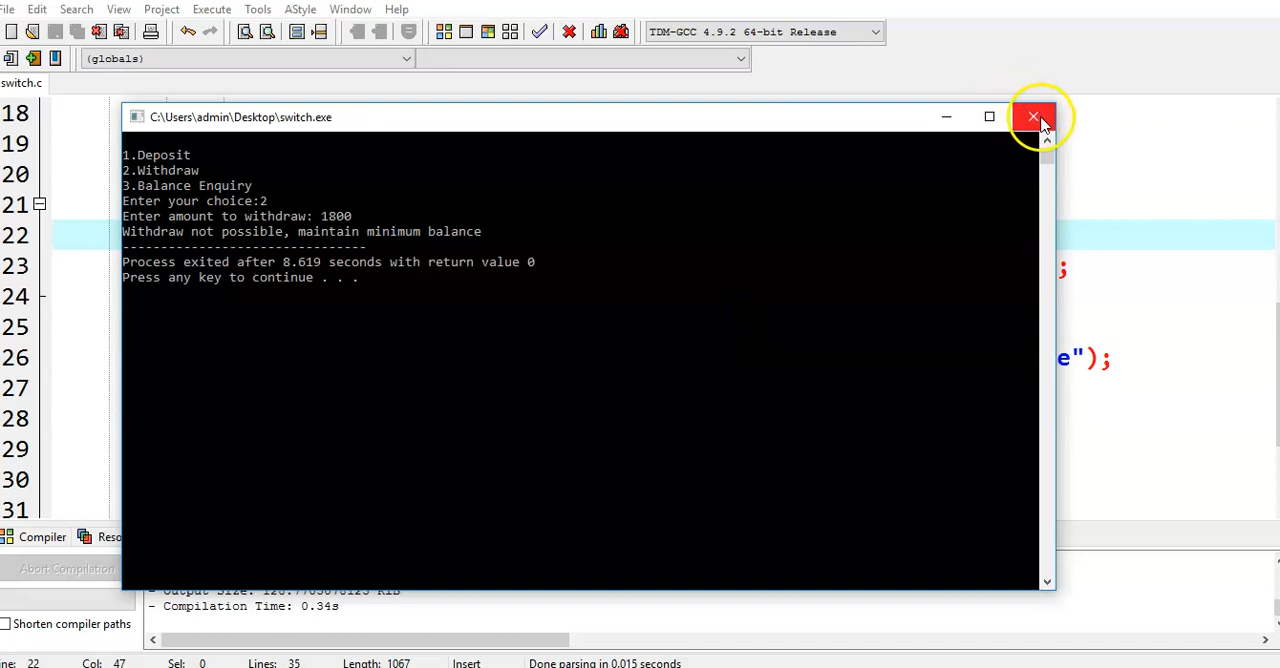 File Edit Search View Project Execute Tools AStyle Window Help
TDM-GCC 4.9.2 64-bit Release
(globals)
switch.c
C:\Users\admin\Desktop\switch.exe
18
19
20
21
22
23 ;
24
25
26 e");
27
28
29
30
31
1.Deposit
2.Withdraw
3.Balance Enquiry
Enter your choice:2
Enter amount to withdraw: 1800
Withdraw not possible, maintain minimum balance
--------------------------------
Process exited after 8.619 seconds with return value 0
Press any key to continue . . .
Compiler Reso
Abort Compilation
Shorten compiler paths
- Output Size:
- Compilation Time: 0.34s
ine: 22 Col: 47 Sel: 0 Lines: 35 Length: 1067 Insert Done parsing in 0.015 seconds